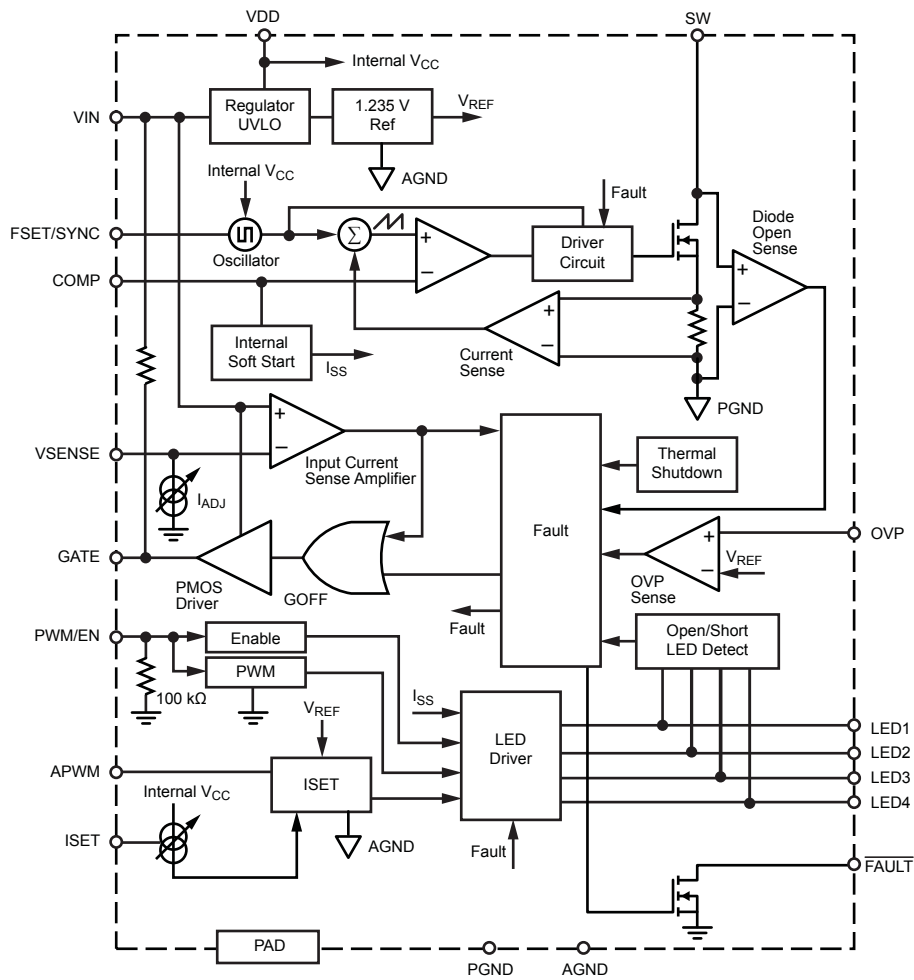 VDD
SW
Internal VCC
VIN
Regulator
UVLO
1.235 V
Ref
VREF
AGND
Internal VCC
Fault
FSET/SYNC
Oscillator
Σ
+
−
Driver
Circuit
Diode
Open
Sense
+
−
COMP
Internal
Soft Start
ISS
Current
Sense
+
−
PGND
VSENSE
+
−
Input Current
Sense Amplifier
IADJ
Fault
Thermal
Shutdown
GATE
PMOS
Driver
GOFF
OVP
+
−
VREF
OVP
Sense
Fault
PWM/EN
Enable
PWM
100 kΩ
Open/Short
LED Detect
ISS
VREF
LED
Driver
LED1
LED2
LED3
LED4
APWM
ISET
Internal VCC
ISET
AGND
Fault
FAULT
PAD
PGND
AGND